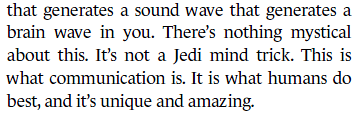 that generates a sound wave that generates a
brain wave in you. There's nothing mystical
about this. It's not a Jedi mind trick. This is
what communication is. It is what humans do
best, and it's unique and amazing.